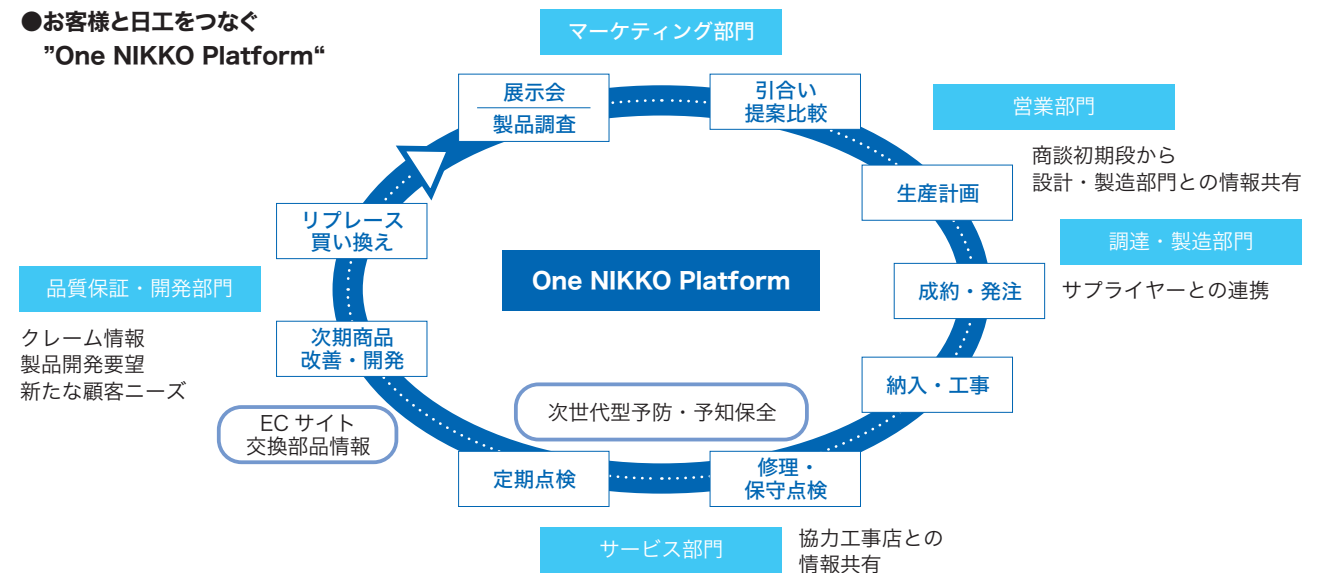 ●お客様と日工をつなぐ
”One NIKKO Platform“
マーケティング部門
展示会
製品調査
引合い
提案比較
営業部門
商談初期段から
設計・製造部門との情報共有
生産計画
リプレース
買い換え
調達・製造部門
サプライヤーとの連携
One NIKKO Platform
成約・発注
品質保証・開発部門
クレーム情報
製品開発要望
新たな顧客ニーズ
次期商品
改善・開発
納入・工事
次世代型予防・予知保全
EC サイト
交換部品情報
定期点検
修理・
保守点検
サービス部門
協力工事店との
情報共有